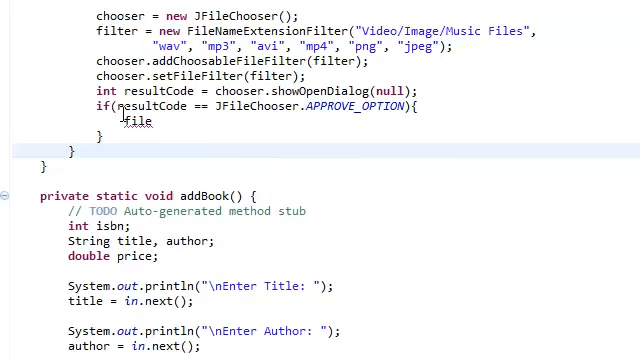 chooser = new JFileChooser();
filter = new FileNameExtensionFilter("Video/Image/Music Files",
"wav", "mp3", "avi", "mp4", "png", "jpeg");
chooser.addChoosableFileFilter(filter);
chooser.setFileFilter(filter);
int resultCode = chooser.showOpenDialog(null);
if(resultCode == JFileChooser.APPROVE_OPTION){
file
}
}
}
private static void addBook() {
// TODO Auto-generated method stub
int isbn;
String title, author;
double price;
System.out.println("\nEnter Title: ");
title = in.next();
System.out.println("\nEnter Author: ");
author = in.next();